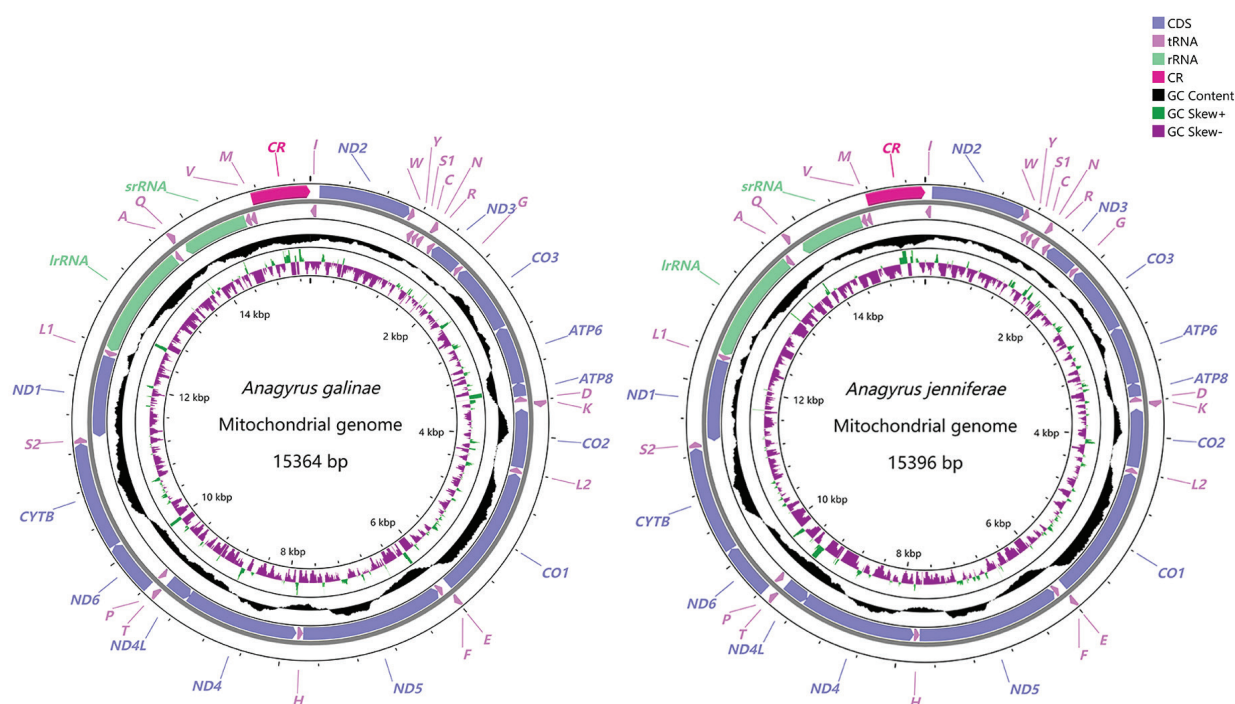 CDS
tRNA
rRNA
CR
GC Content
GC Skew+
GC Skew-
CR
I
ND2
W
Y
S1
C
N
R
ND3
G
CO3
ATP6
ATP8
D
K
CO2
L2
CO1
E
F
ND5
H
ND4
ND4L
T
P
ND6
CYTB
S2
ND1
L1
lrRNA
A
Q
srRNA
V
M
2 kbp
4 kbp
6 kbp
8 kbp
10 kbp
12 kbp
14 kbp
Anagyrus galinae
Mitochondrial genome
15364 bp
CR
I
ND2
W
Y
S1
C
N
R
ND3
G
CO3
ATP6
ATP8
D
K
CO2
L2
CO1
E
F
ND5
H
ND4
ND4L
T
P
ND6
CYTB
S2
ND1
L1
lrRNA
A
Q
srRNA
V
M
2 kbp
4 kbp
6 kbp
8 kbp
10 kbp
12 kbp
14 kbp
Anagyrus jenniferae
Mitochondrial genome
15396 bp